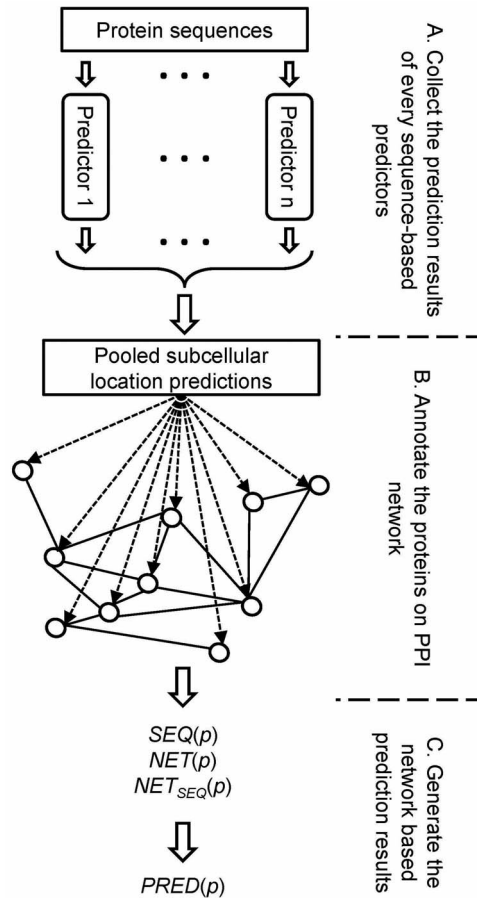 Protein sequences
. . .
Predictor 1
. . .
Predictor n
. . .
A. Collect the prediction results
of every sequence-based
predictors
Pooled subcellular
location predictions
B. Annotate the proteins on PPI
network
SEQ(p)
NET(p)
NET_SEQ(p)
PRED(p)
C. Generate the
network based
prediction results